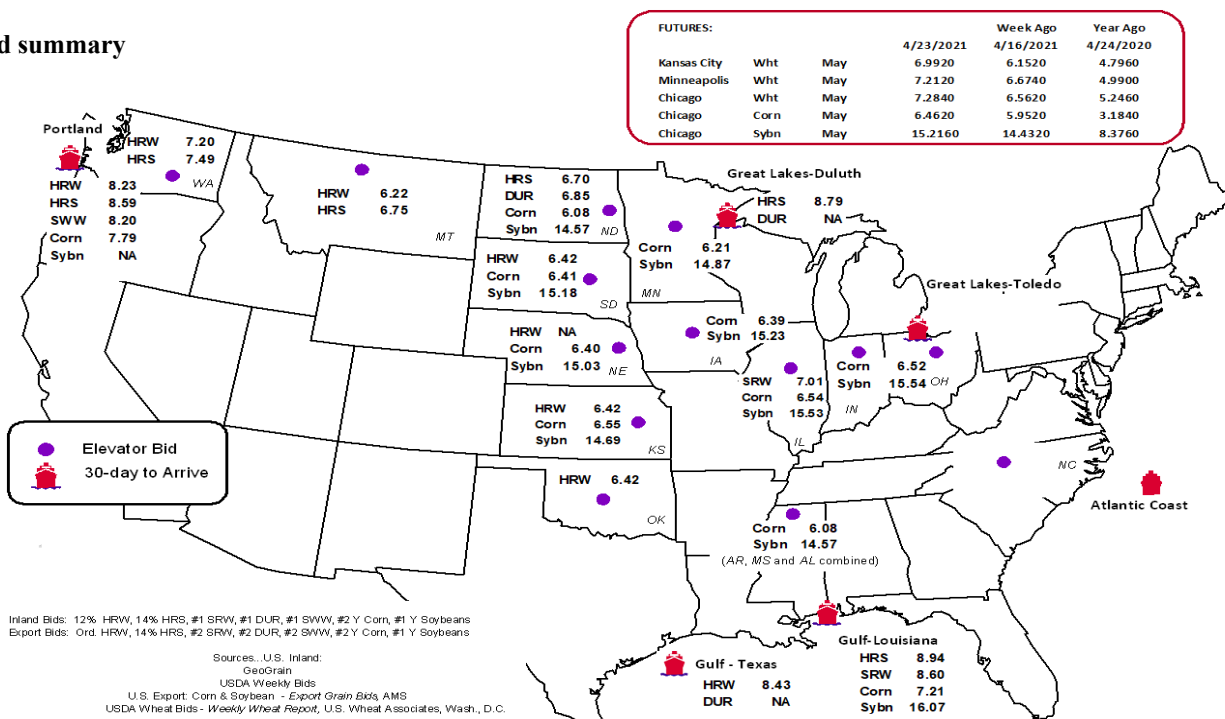 d summary
FUTURES: Week Ago Year Ago
4/23/2021 4/16/2021 4/24/2020
Kansas City Wht May 6.9920 6.1520 4.7960
Minneapolis Wht May 7.2120 6.6740 4.9900
Chicago Wht May 7.2840 6.5620 5.2460
Chicago Corn May 6.4620 5.9520 3.1840
Chicago Sybn May 15.2160 14.4320 8.3760
Portland
HRW 7.20
HRS 7.49
WA
HRW 8.23
HRS 8.59
SWW 8.20
Corn 7.79
Sybn NA
HRW 6.22
HRS 6.75
MT
HRS 6.70
DUR 6.85
Corn 6.08
Sybn 14.57
ND
Great Lakes-Duluth
HRS 8.79
DUR NA
Corn 6.21
Sybn 14.87
MN
HRW 6.42
Corn 6.41
Sybn 15.18
SD
Great Lakes-Toledo
HRW NA
Corn 6.40
Sybn 15.03
NE
Corn 6.39
Sybn 15.23
IA
SRW 7.01
Corn 6.54
Sybn 15.53
IL
Corn 6.52
Sybn 15.54
OH
IN
HRW 6.42
Corn 6.55
Sybn 14.69
KS
Elevator Bid
30-day to Arrive
HRW 6.42
OK
NC
Atlantic Coast
Corn 6.08
Sybn 14.57
(AR, MS and AL combined)
Inland Bids: 12% HRW, 14% HRS, #1 SRW, #1 DUR, #1 SWW, #2 Y Corn, #1 Y Soybeans
Export Bids: Ord. HRW, 14% HRS, #2 SRW, #2 DUR, #2 SWW, #2 Y Corn, #1 Y Soybeans
Sources...U.S. Inland:
GeoGrain
USDA Weekly Bids
U.S. Export: Corn & Soybean - Export Grain Bids, AMS
USDA Wheat Bids - Weekly Wheat Report, U.S. Wheat Associates, Wash., D.C.
Gulf - Texas
HRW 8.43
DUR NA
Gulf-Louisiana
HRS 8.94
SRW 8.60
Corn 7.21
Sybn 16.07